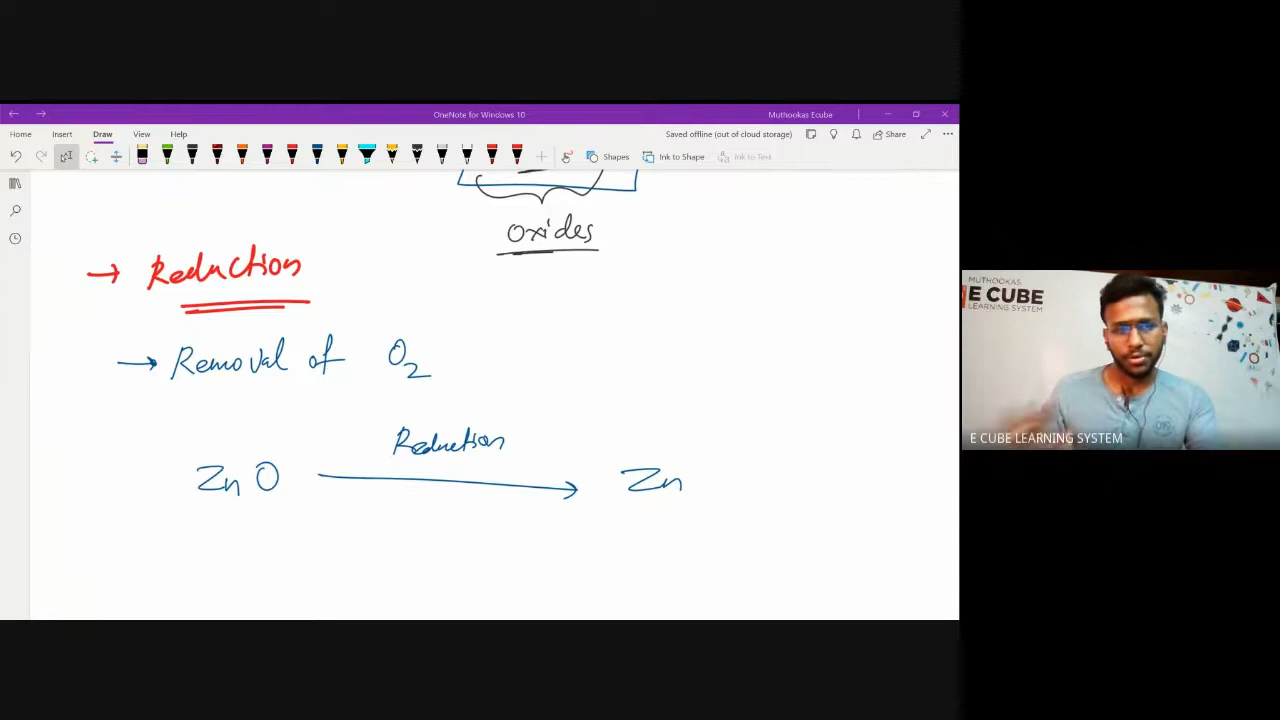 OneNote for Windows 10
Muthookas Ecube
Home Insert Draw View Help
Saved offline (out of cloud storage) Share
Shapes Ink to Shape Ink to Text
oxides
→ Reduction
→ Removal of O2
Reduction
ZnO → Zn
MUTHOOKAS
E CUBE
LEARNING SYSTEM
E CUBE LEARNING SYSTEM